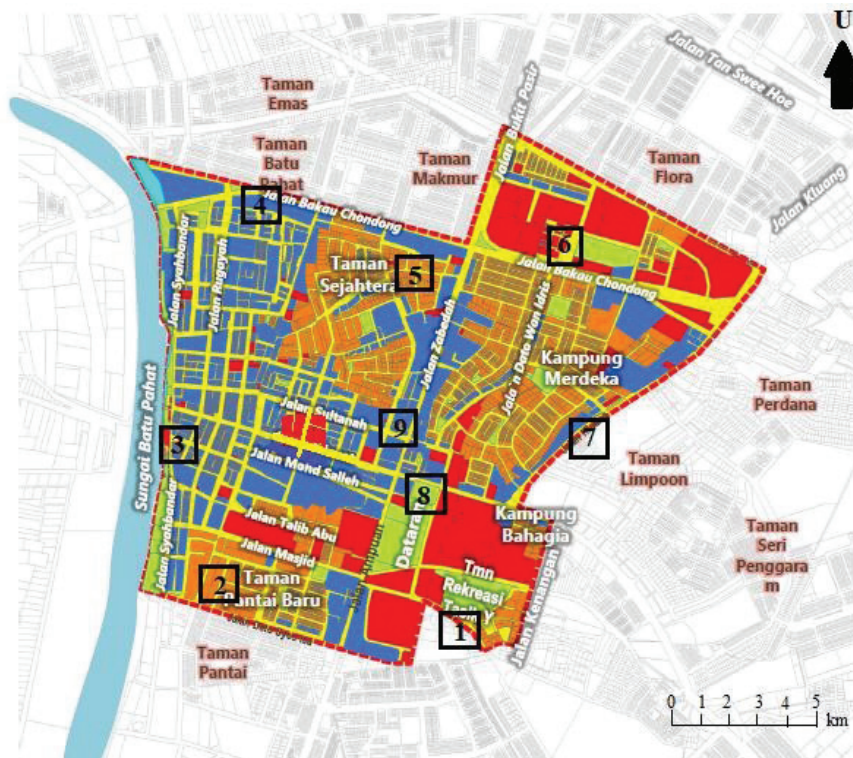 U
Jalan Tan Swee Hoe
Jalan Bukit Pasir
Taman
Emas
Taman
Batu
Pahat
Taman
Makmur
Taman
Flora
Jalan Kluang
4
Jalan Bakau Chondong
Jalan Syahbandar
Jalan Rugayah
Taman
Sejahtera
5
6
Jalan Bakau Chondong
Jalan Zabedah
Jala'n Dato Wan Idris
Kampung
Merdeka
Taman
Perdana
Sungai Batu Pahat
Jalan Sultanah
9
7
3
Jalan Mohd Salleh
Taman
Limpoon
8
Jalan Syahbandar
Jalan Talib Abu
Datara
Kampung
Bahagia
Jalan Masjid
2
Taman
Pantai Baru
Tmn
Rekreasi
Jalan Kenangan
Taman
Seri
Penggara
m
1
Taman
Pantai
0 1 2 3 4 5
km